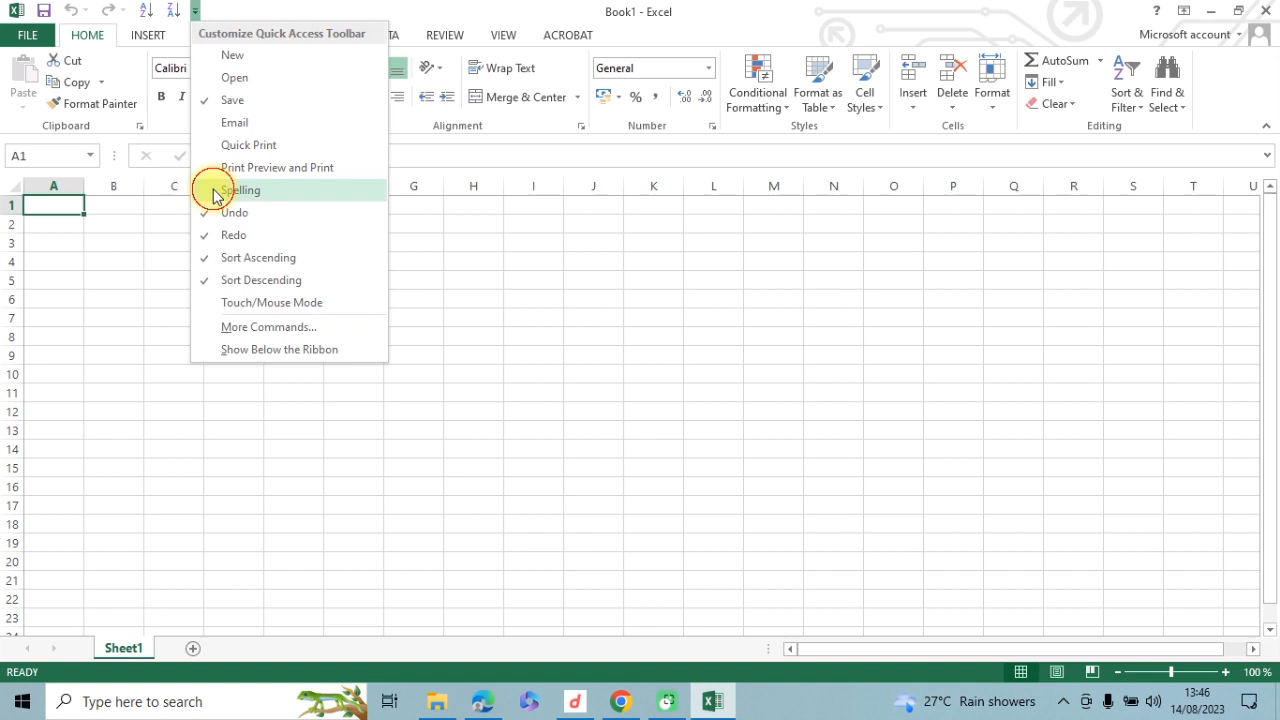 Book1 - Excel
?
FILE
HOME
INSERT
TA
REVIEW
VIEW
ACROBAT
Microsoft account
Customize Quick Access Toolbar
New
Open
Save
Email
Quick Print
Print Preview and Print
Spelling
Undo
Redo
Sort Ascending
Sort Descending
Touch/Mouse Mode
More Commands...
Show Below the Ribbon
Paste
Cut
Copy
Format Painter
Clipboard
Calibri
B I
Wrap Text
Merge & Center
Alignment
General
% ,
Number
Conditional Formatting
Format as Table
Cell Styles
Styles
Insert
Delete
Format
Cells
AutoSum
Fill
Clear
Sort & Filter
Find & Select
Editing
A1
A B C G H I J K L M N O P Q R S T U
1
2
3
4
5
6
7
8
9
10
11
12
13
14
15
16
17
18
19
20
21
22
23
Sheet1
READY
100 %
Type here to search
27°C Rain showers
13:46
14/08/2023